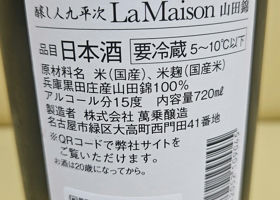 醸し人九平次 La Maison 山田錦
品目 日本酒 要冷蔵 5～10℃以下
原材料名 米(国産)、米麹(国産米)
兵庫黒田庄産山田錦100%
アルコール分15度 内容量720ml
製造者 株式会社 萬乗醸造
名古屋市緑区大高町西門田41番地
※QRコードで弊社サイトを
ご覧いただけます。
お酒は20歳になってから。